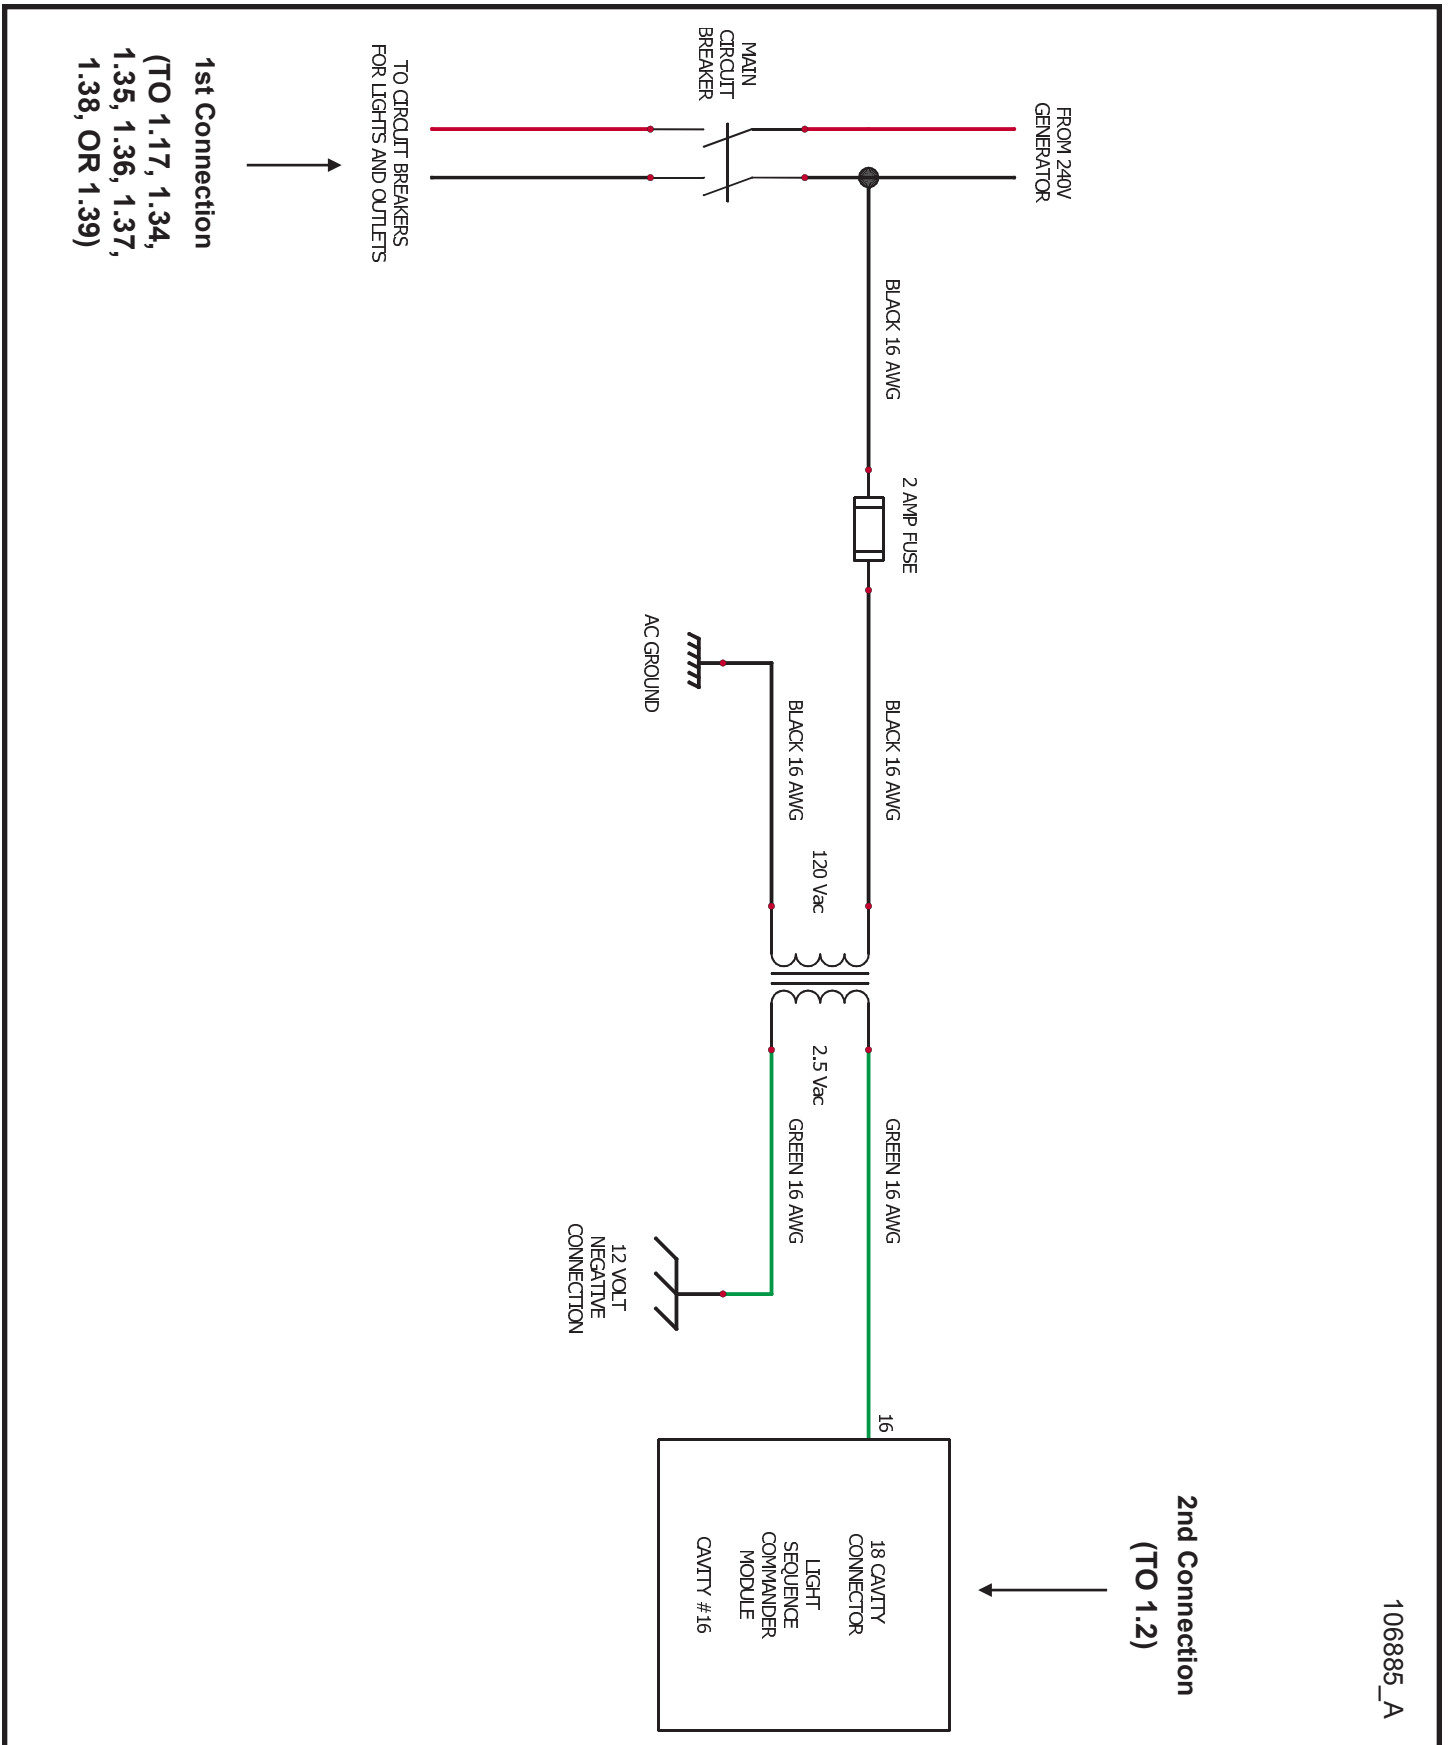 106885_A
FROM 240V
GENERATOR
MAIN
CIRCUIT
BREAKER
TO CIRCUIT BREAKERS
FOR LIGHTS AND OUTLETS
1st Connection
(TO 1.17, 1.34,
1.35, 1.36, 1.37,
1.38, OR 1.39)
BLACK 16 AWG
2 AMP FUSE
BLACK 16 AWG
AC GROUND
BLACK 16 AWG
120 Vac
2.5 Vac
GREEN 16 AWG
GREEN 16 AWG
12 VOLT
NEGATIVE
CONNECTION
2nd Connection
(TO 1.2)
16
18 CAVITY
CONNECTOR
LIGHT
SEQUENCE
COMMANDER
MODULE
CAVITY #16